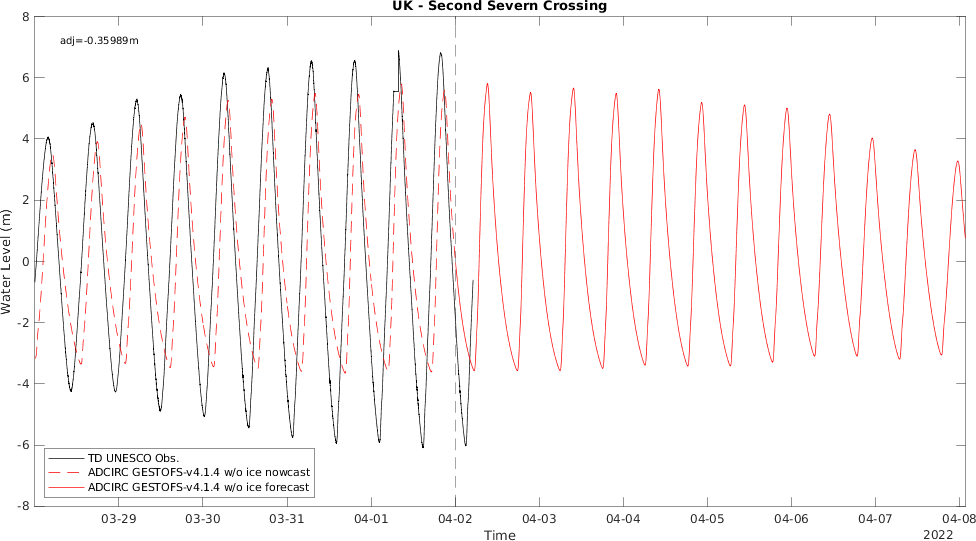 UK - Second Severn Crossing
adj=-0.35989m
8
6
4
2
0
-2
-4
-6
-8
Water Level (m)
TD UNESCO Obs.
ADCIRC GESTOFS-v4.1.4 w/o ice nowcast
ADCIRC GESTOFS-v4.1.4 w/o ice forecast
03-29 03-30 03-31 04-01 04-02 04-03 04-04 04-05 04-06 04-07 04-08
Time
2022